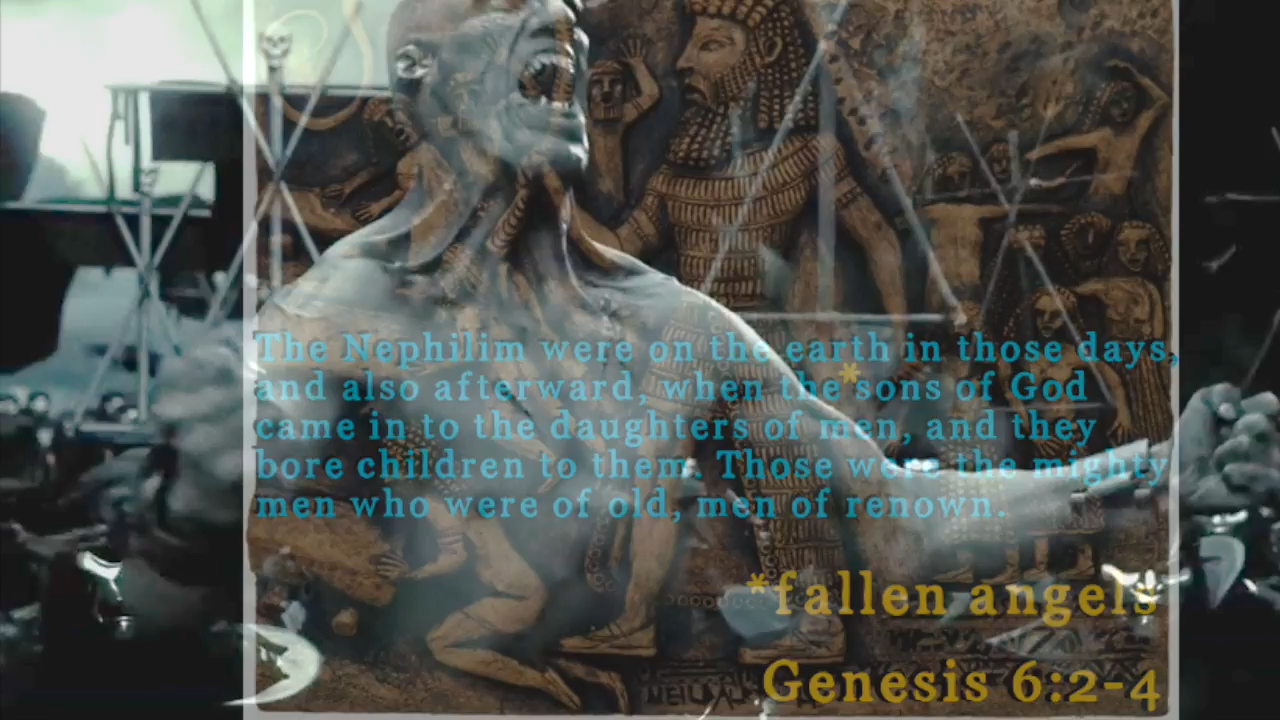 The Nephilim were on the earth in those days,
and also afterward, when the *sons of God
came in to the daughters of men, and they
bore children to them. Those were the mighty
men who were of old, men of renown.
*fallen angels
Genesis 6:2-4